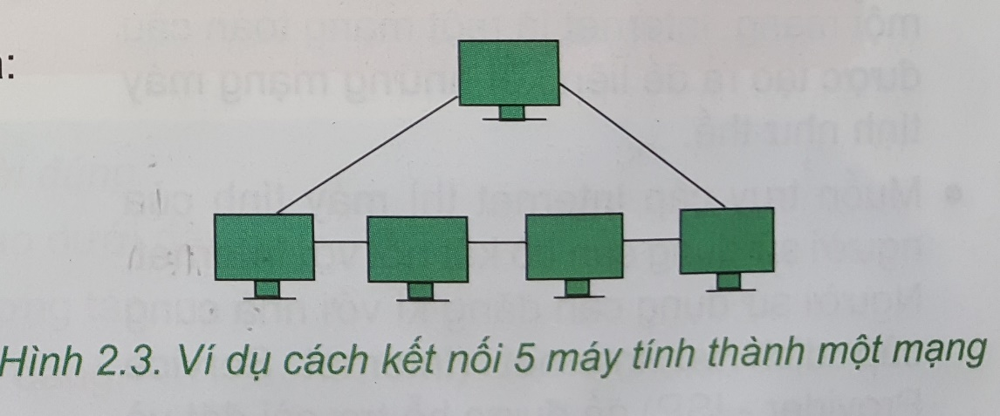 :
Hình 2.3. Ví dụ cách kết nối 5 máy tính thành một mạng